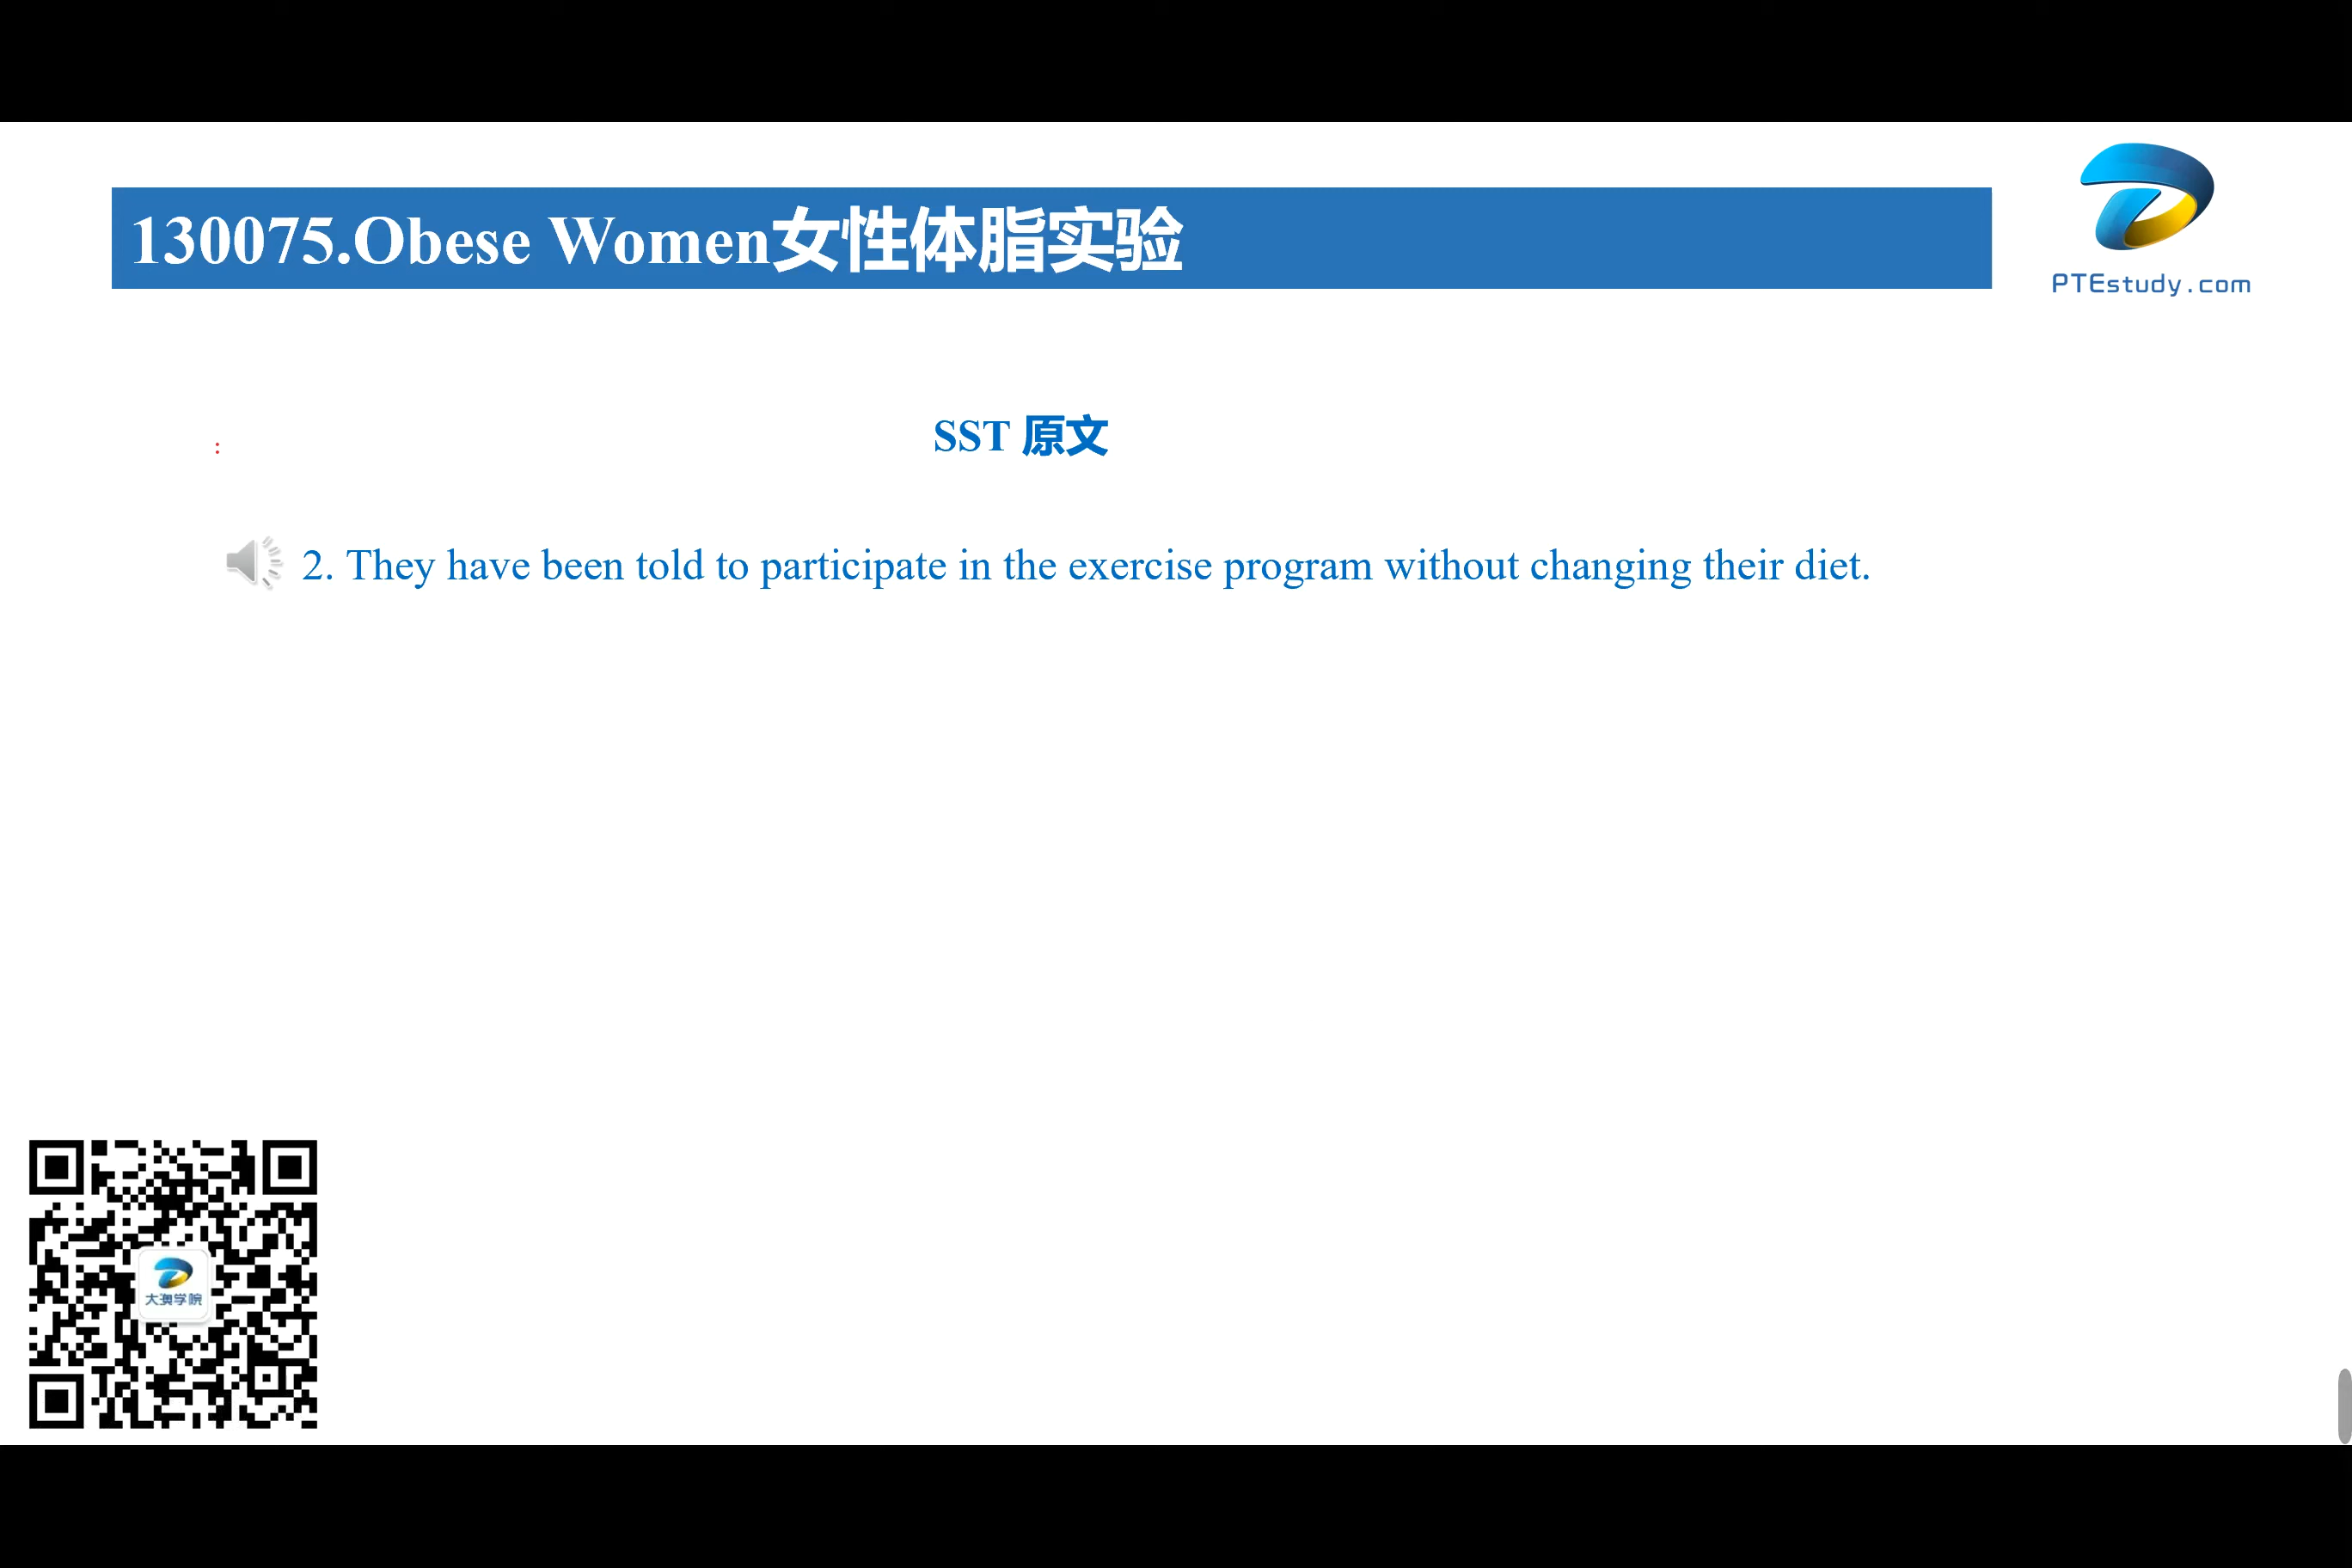 130075.Obese Women女性体脂实验
PTEstudy.com
SST 原文
:
2. They have been told to participate in the exercise program without changing their diet.
大澳学院